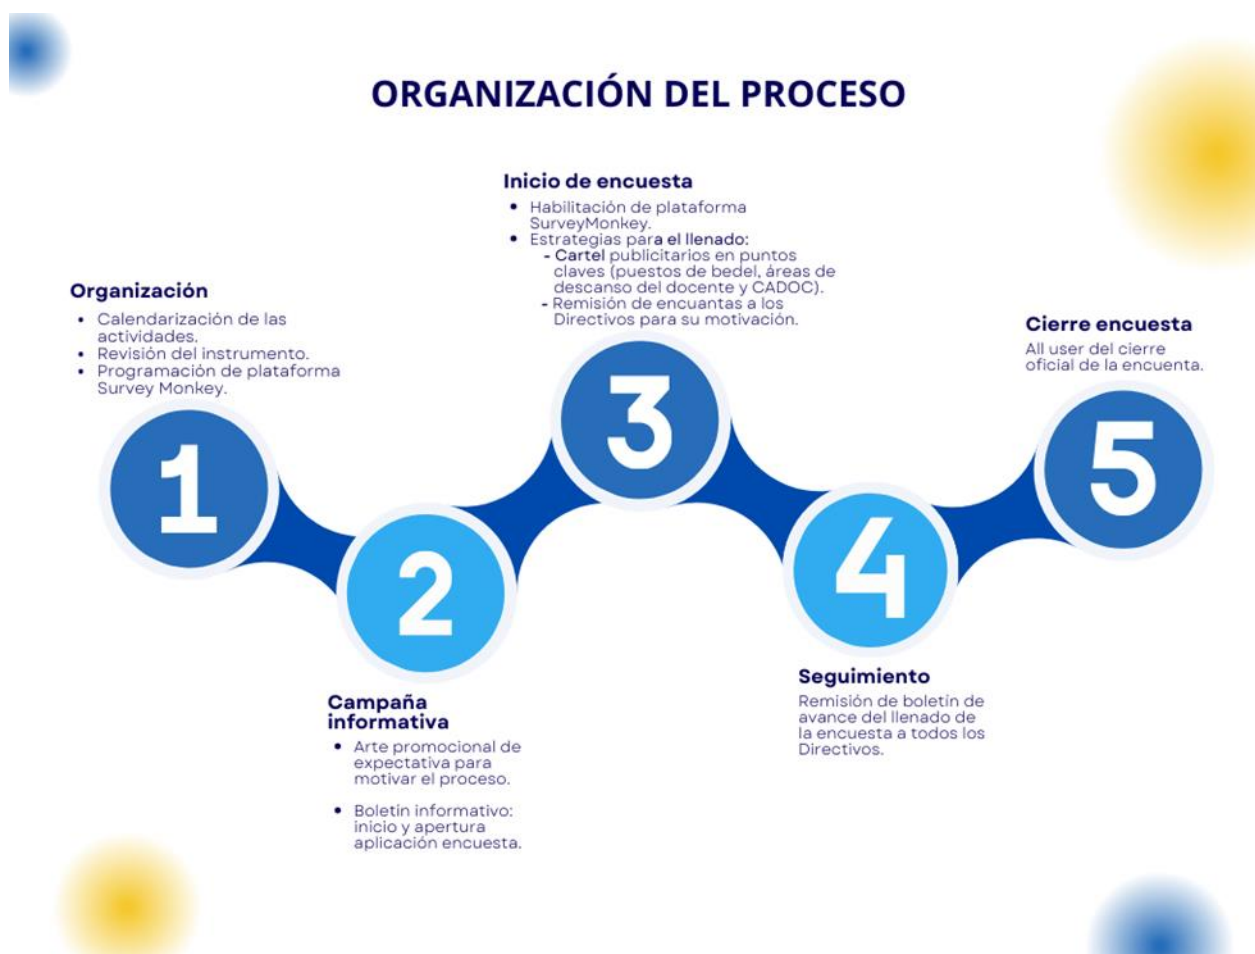 ORGANIZACIÓN DEL PROCESO
Organización
• Calendarización de las
actividades.
• Revisión del instrumento.
• Programación de plataforma
Survey Monkey.
1
2
Campaña
informativa
• Arte promocional de
expectativa para
motivar el proceso.
• Boletín informativo:
inicio y apertura
aplicación encuesta.
Inicio de encuesta
• Habilitación de plataforma
SurveyMonkey.
• Estrategias para el llenado:
- Cartel publicitarios en puntos
claves (puestos de bedel, áreas de
descanso del docente y CADOC).
- Remisión de encuantas a los
Directivos para su motivación.
3
4
Seguimiento
Remisión de boletín de
avance del llenado de
la encuesta a todos los
Directivos.
Cierre encuesta
All user del cierre
oficial de la encuenta.
5